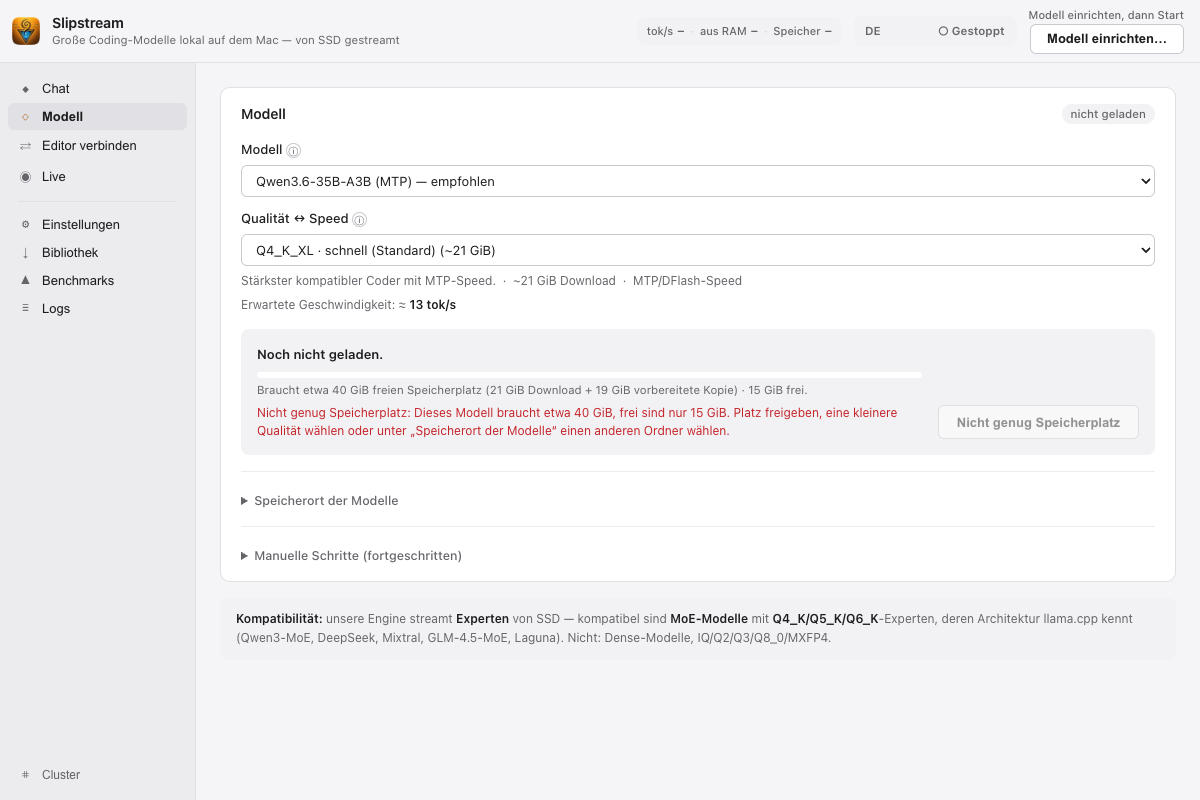 Slipstream
Große Coding-Modelle lokal auf dem Mac — von SSD gestreamt
tok/s – · aus RAM – · Speicher –
DE
Gestoppt
Modell einrichten, dann Start
Modell einrichten...
Chat
Modell
Editor verbinden
Live
Einstellungen
Bibliothek
Benchmarks
Logs
Cluster
Modell
nicht geladen
Modell ⓘ
Qwen3.6-35B-A3B (MTP) — empfohlen
Qualität ↔ Speed ⓘ
Q4_K_XL · schnell (Standard) (~21 GiB)
Stärkster kompatibler Coder mit MTP-Speed. · ~21 GiB Download · MTP/DFlash-Speed
Erwartete Geschwindigkeit: ≈ 13 tok/s
Noch nicht geladen.
Braucht etwa 40 GiB freien Speicherplatz (21 GiB Download + 19 GiB vorbereitete Kopie) · 15 GiB frei.
Nicht genug Speicherplatz: Dieses Modell braucht etwa 40 GiB, frei sind nur 15 GiB. Platz freigeben, eine kleinere
Qualität wählen oder unter „Speicherort der Modelle“ einen anderen Ordner wählen.
Nicht genug Speicherplatz
Speicherort der Modelle
Manuelle Schritte (fortgeschritten)
Kompatibilität: unsere Engine streamt Experten von SSD — kompatibel sind MoE-Modelle mit Q4_K/Q5_K/Q6_K-Experten, deren Architektur llama.cpp kennt
(Qwen3-MoE, DeepSeek, Mixtral, GLM-4.5-MoE, Laguna). Nicht: Dense-Modelle, IQ/Q2/Q3/Q8_0/MXFP4.